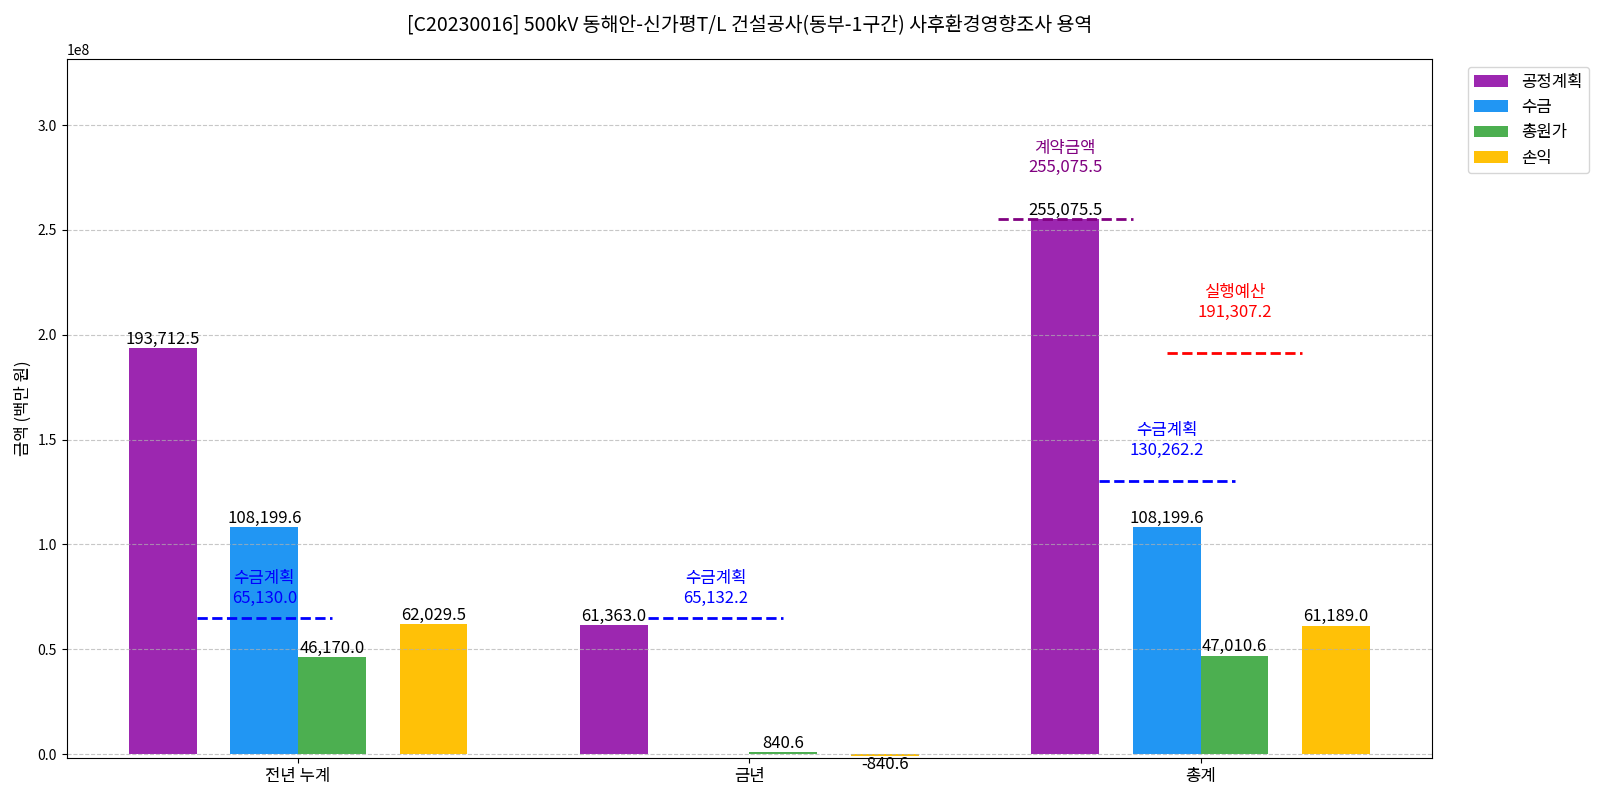 [C20230016] 500kV 동해안-신가평T/L 건설공사(동부-1구간) 사후환경영향조사 용역
1e8
금액 (백만 원)
3.0
2.5
2.0
1.5
1.0
0.5
0.0
193,712.5
108,199.6
수금계획
65,130.0
46,170.0
62,029.5
61,363.0
수금계획
65,132.2
840.6
-840.6
계약금액
255,075.5
255,075.5
실행예산
191,307.2
수금계획
130,262.2
108,199.6
47,010.6
61,189.0
전년 누계
금년
총계
공정계획
수금
총원가
손익